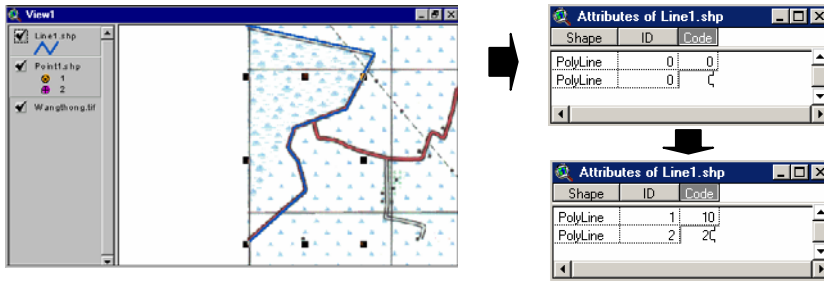 View1
Line1.shp
Point1.shp
1
2
Wangthong.tif
Attributes of Line1.shp
Shape ID Code
PolyLine 0 0
PolyLine 0
Attributes of Line1.shp
Shape ID Code
PolyLine 1 10
PolyLine 2 20